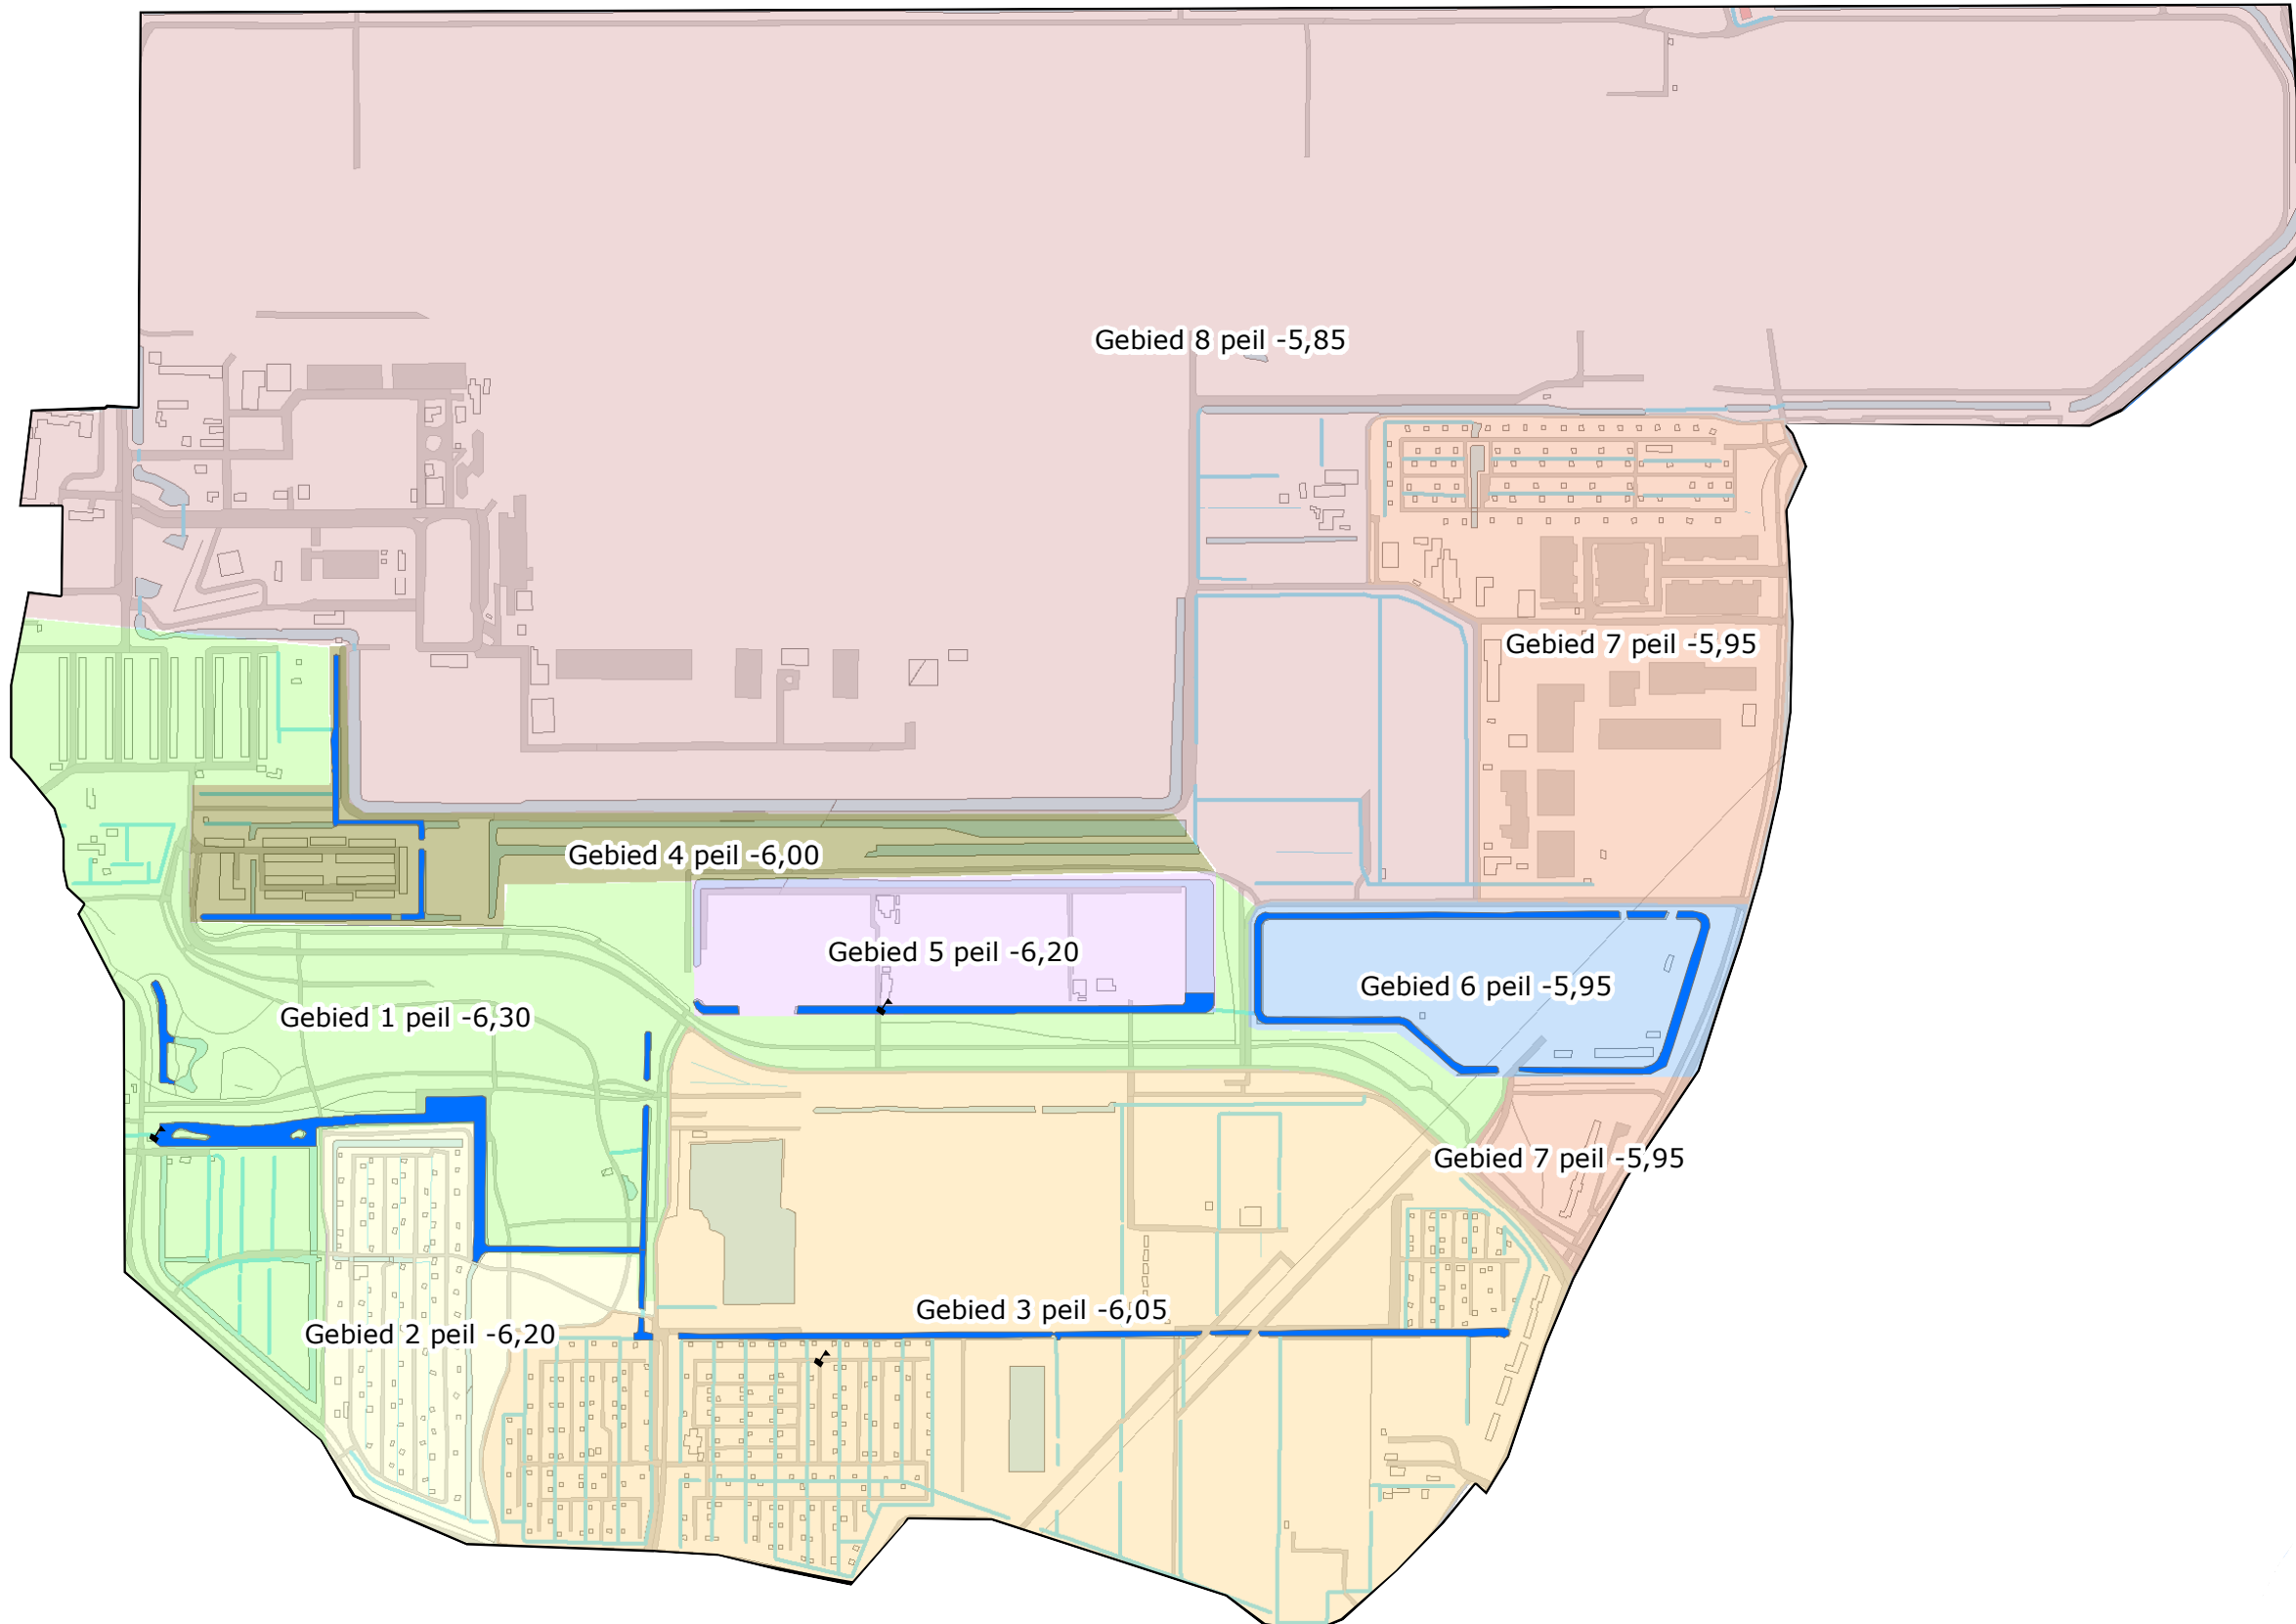 Gebied 8 peil -5,85
Gebied 7 peil -5,95
Gebied 4 peil -6,00
Gebied 5 peil -6,20
Gebied 6 peil -5,95
Gebied 1 peil -6,30
Gebied 7 peil -5,95
Gebied 3 peil -6,05
Gebied 2 peil -6,20